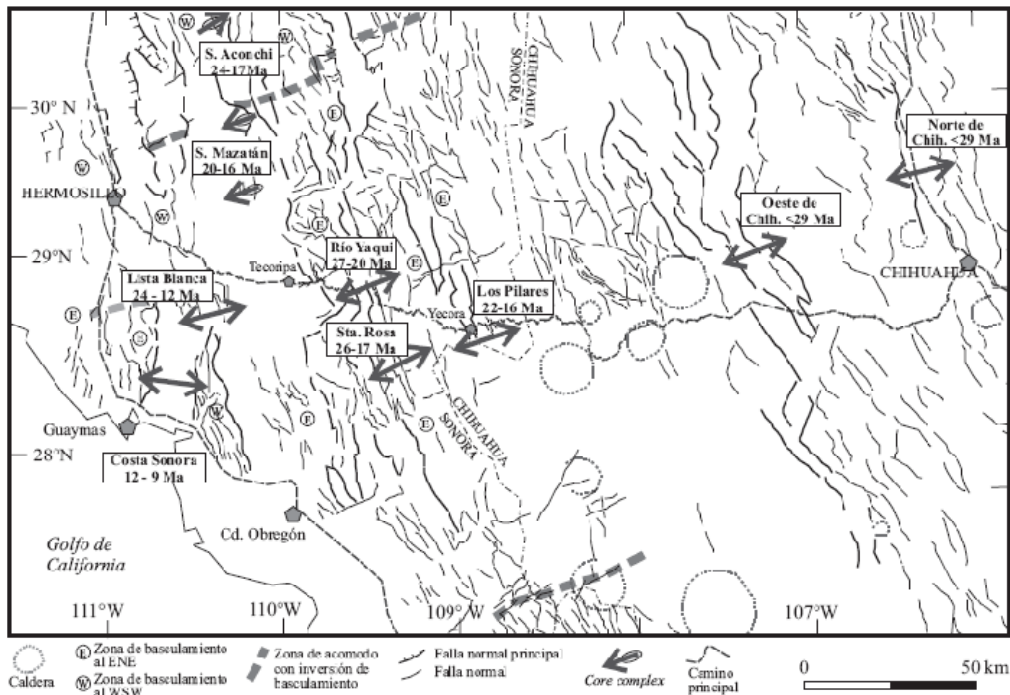 W
W
S. Aconchi
24-17 Ma
CHIHUAHUA
SONORA
30° N
E
Norte de
Chih. <29 Ma
S. Mazatán
20-16 Ma
W
HERMOSILLO
E
W
E
Oeste de
Chih. <29 Ma
29°N
Río Yaqui
27-20 Ma
E
CHIHUAHUA
Tecoripa
Lista Blanca
24 - 12 Ma
Los Pilares
22-16 Ma
E
Yecora
Sta. Rosa
26-17 Ma
W
E
E
CHIHUAHUA
SONORA
Guaymas
28°N
Costa Sonora
12 - 9 Ma
Cd. Obregón
Golfo de
California
111°W
110°W
109°W
107°W
Caldera
E Zona de basculamiento
al ENE
W Zona de basculamiento
al WSW
Zona de acomodo
con inversión de
basculamiento
Falla normal principal
Falla normal
Core complex
Camino
principal
0
50 km